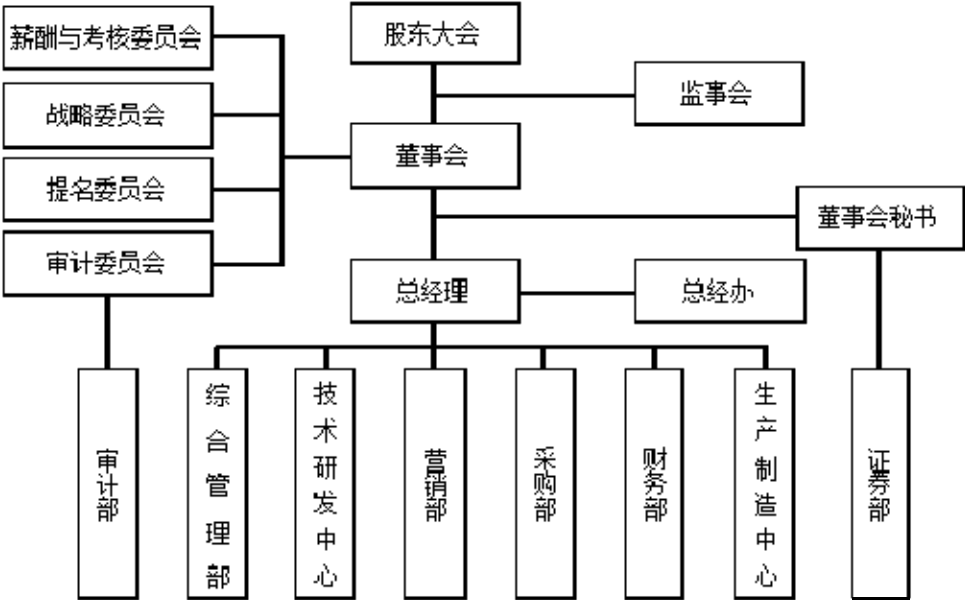 薪酬与考核委员会
股东大会
监事会
战略委员会
董事会
提名委员会
董事会秘书
审计委员会
总经理
总经办
审计部
综合管理部
技术研发中心
营销部
采购部
财务部
生产制造中心
证券部